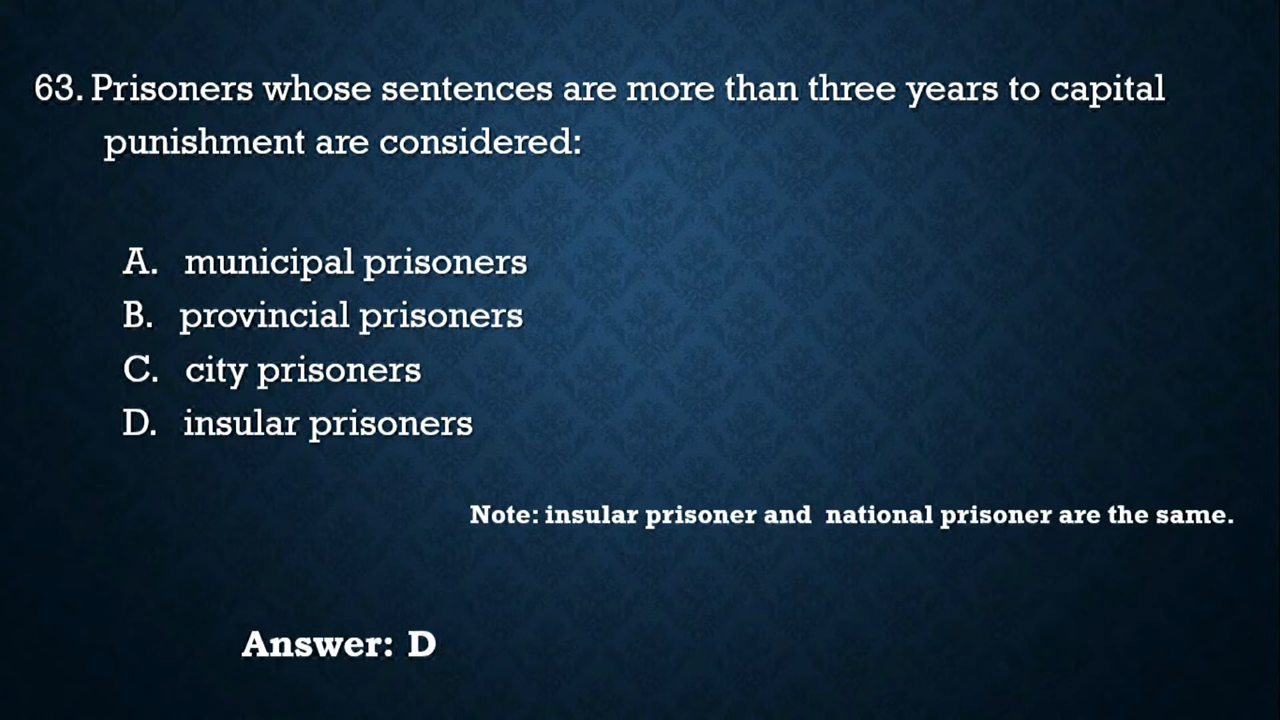 63. Prisoners whose sentences are more than three years to capital
punishment are considered:
A. municipal prisoners
B. provincial prisoners
C. city prisoners
D. insular prisoners
Note: insular prisoner and national prisoner are the same.
Answer: D